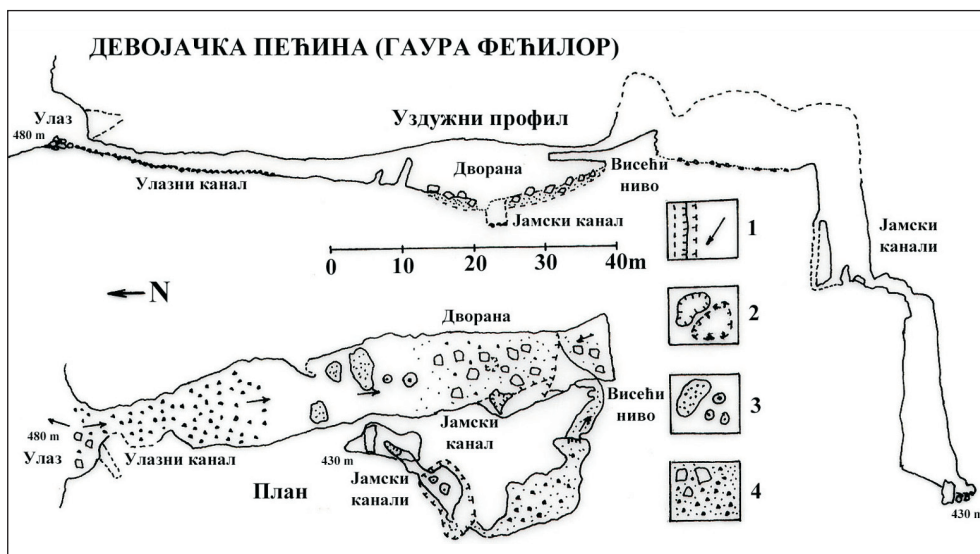 ДЕВОЈАЧКА ПЕЋИНА (ГАУРА ФЕЋИЛОР)
Улаз
480 m
Уздужни профил
Дворана
Висећи
ниво
Улазни канал
Јамски канал
Јамски
канали
0 10 20 30 40m
1
N
2
Дворана
Висећи
ниво
3
Јамски
канал
480 m
Улаз
Улазни канал
430 m
Јамски
канали
План
4
430 m